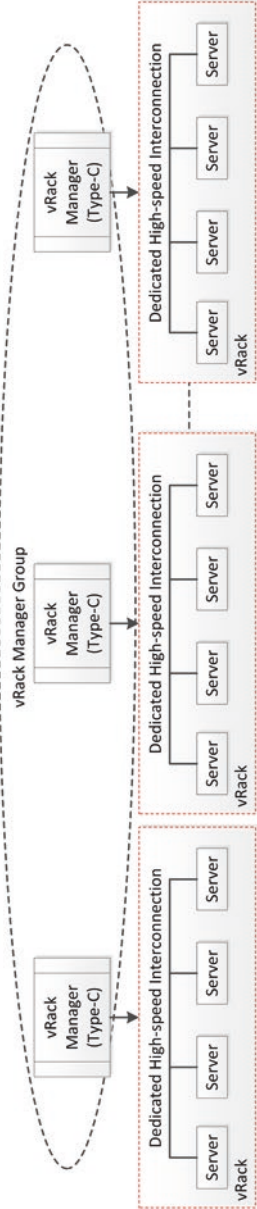 vRack Manager Group
vRack
Manager
(Type-C)
vRack
Manager
(Type-C)
vRack
Manager
(Type-C)
Dedicated High-speed Interconnection
Server
Server
Server
Server
vRack
Dedicated High-speed Interconnection
Server
Server
Server
Server
vRack
Dedicated High-speed Interconnection
Server
Server
Server
Server
vRack